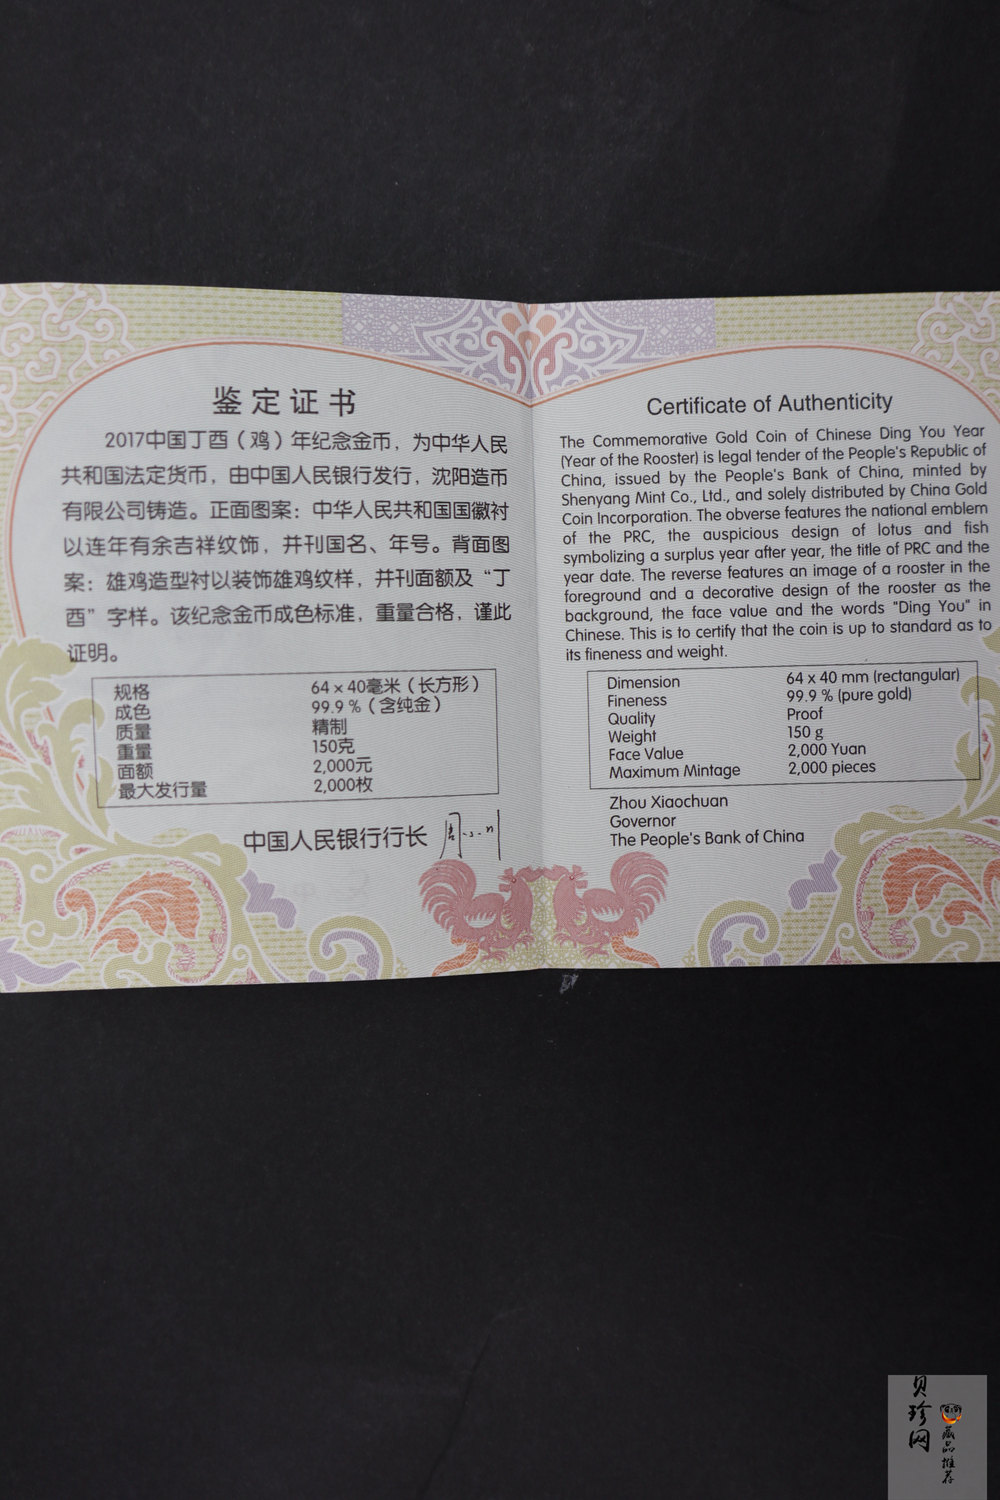 鉴定证书
2017中国丁酉（鸡）年纪念金币，为中华人民
共和国法定货币，由中国人民银行发行，沈阳造币
有限公司铸造。正面图案：中华人民共和国国徽衬
以连年有余吉祥纹饰，并刊国名、年号。背面图
案：雄鸡造型衬以装饰雄鸡纹样，并刊面额及“丁
酉”字样。该纪念金币成色标准，重量合格，谨此
证明。
规格 64×40毫米（长方形）
成色 99.9％（含纯金）
质量 精制
重量 150克
面额 2,000元
最大发行量 2,000枚
中国人民银行行长
Certificate of Authenticity
The Commemorative Gold Coin of Chinese Ding You Year
(Year of the Rooster) is legal tender of the People's Republic of
China, issued by the People's Bank of China, minted by
Shenyang Mint Co., Ltd., and solely distributed by China Gold
Coin Incorporation. The obverse features the national emblem
of the PRC, the auspicious design of lotus and fish
symbolizing a surplus year after year, the title of PRC and the
year date. The reverse features an image of a rooster in the
foreground and a decorative design of the rooster as the
background, the face value and the words "Ding You" in
Chinese. This is to certify that the coin is up to standard as to
its fineness and weight.
Dimension 64 x 40 mm (rectangular)
Fineness 99.9 % (pure gold)
Quality Proof
Weight 150 g
Face Value 2,000 Yuan
Maximum Mintage 2,000 pieces
Zhou Xiaochuan
Governor
The People's Bank of China
贝珍网
藏品推荐